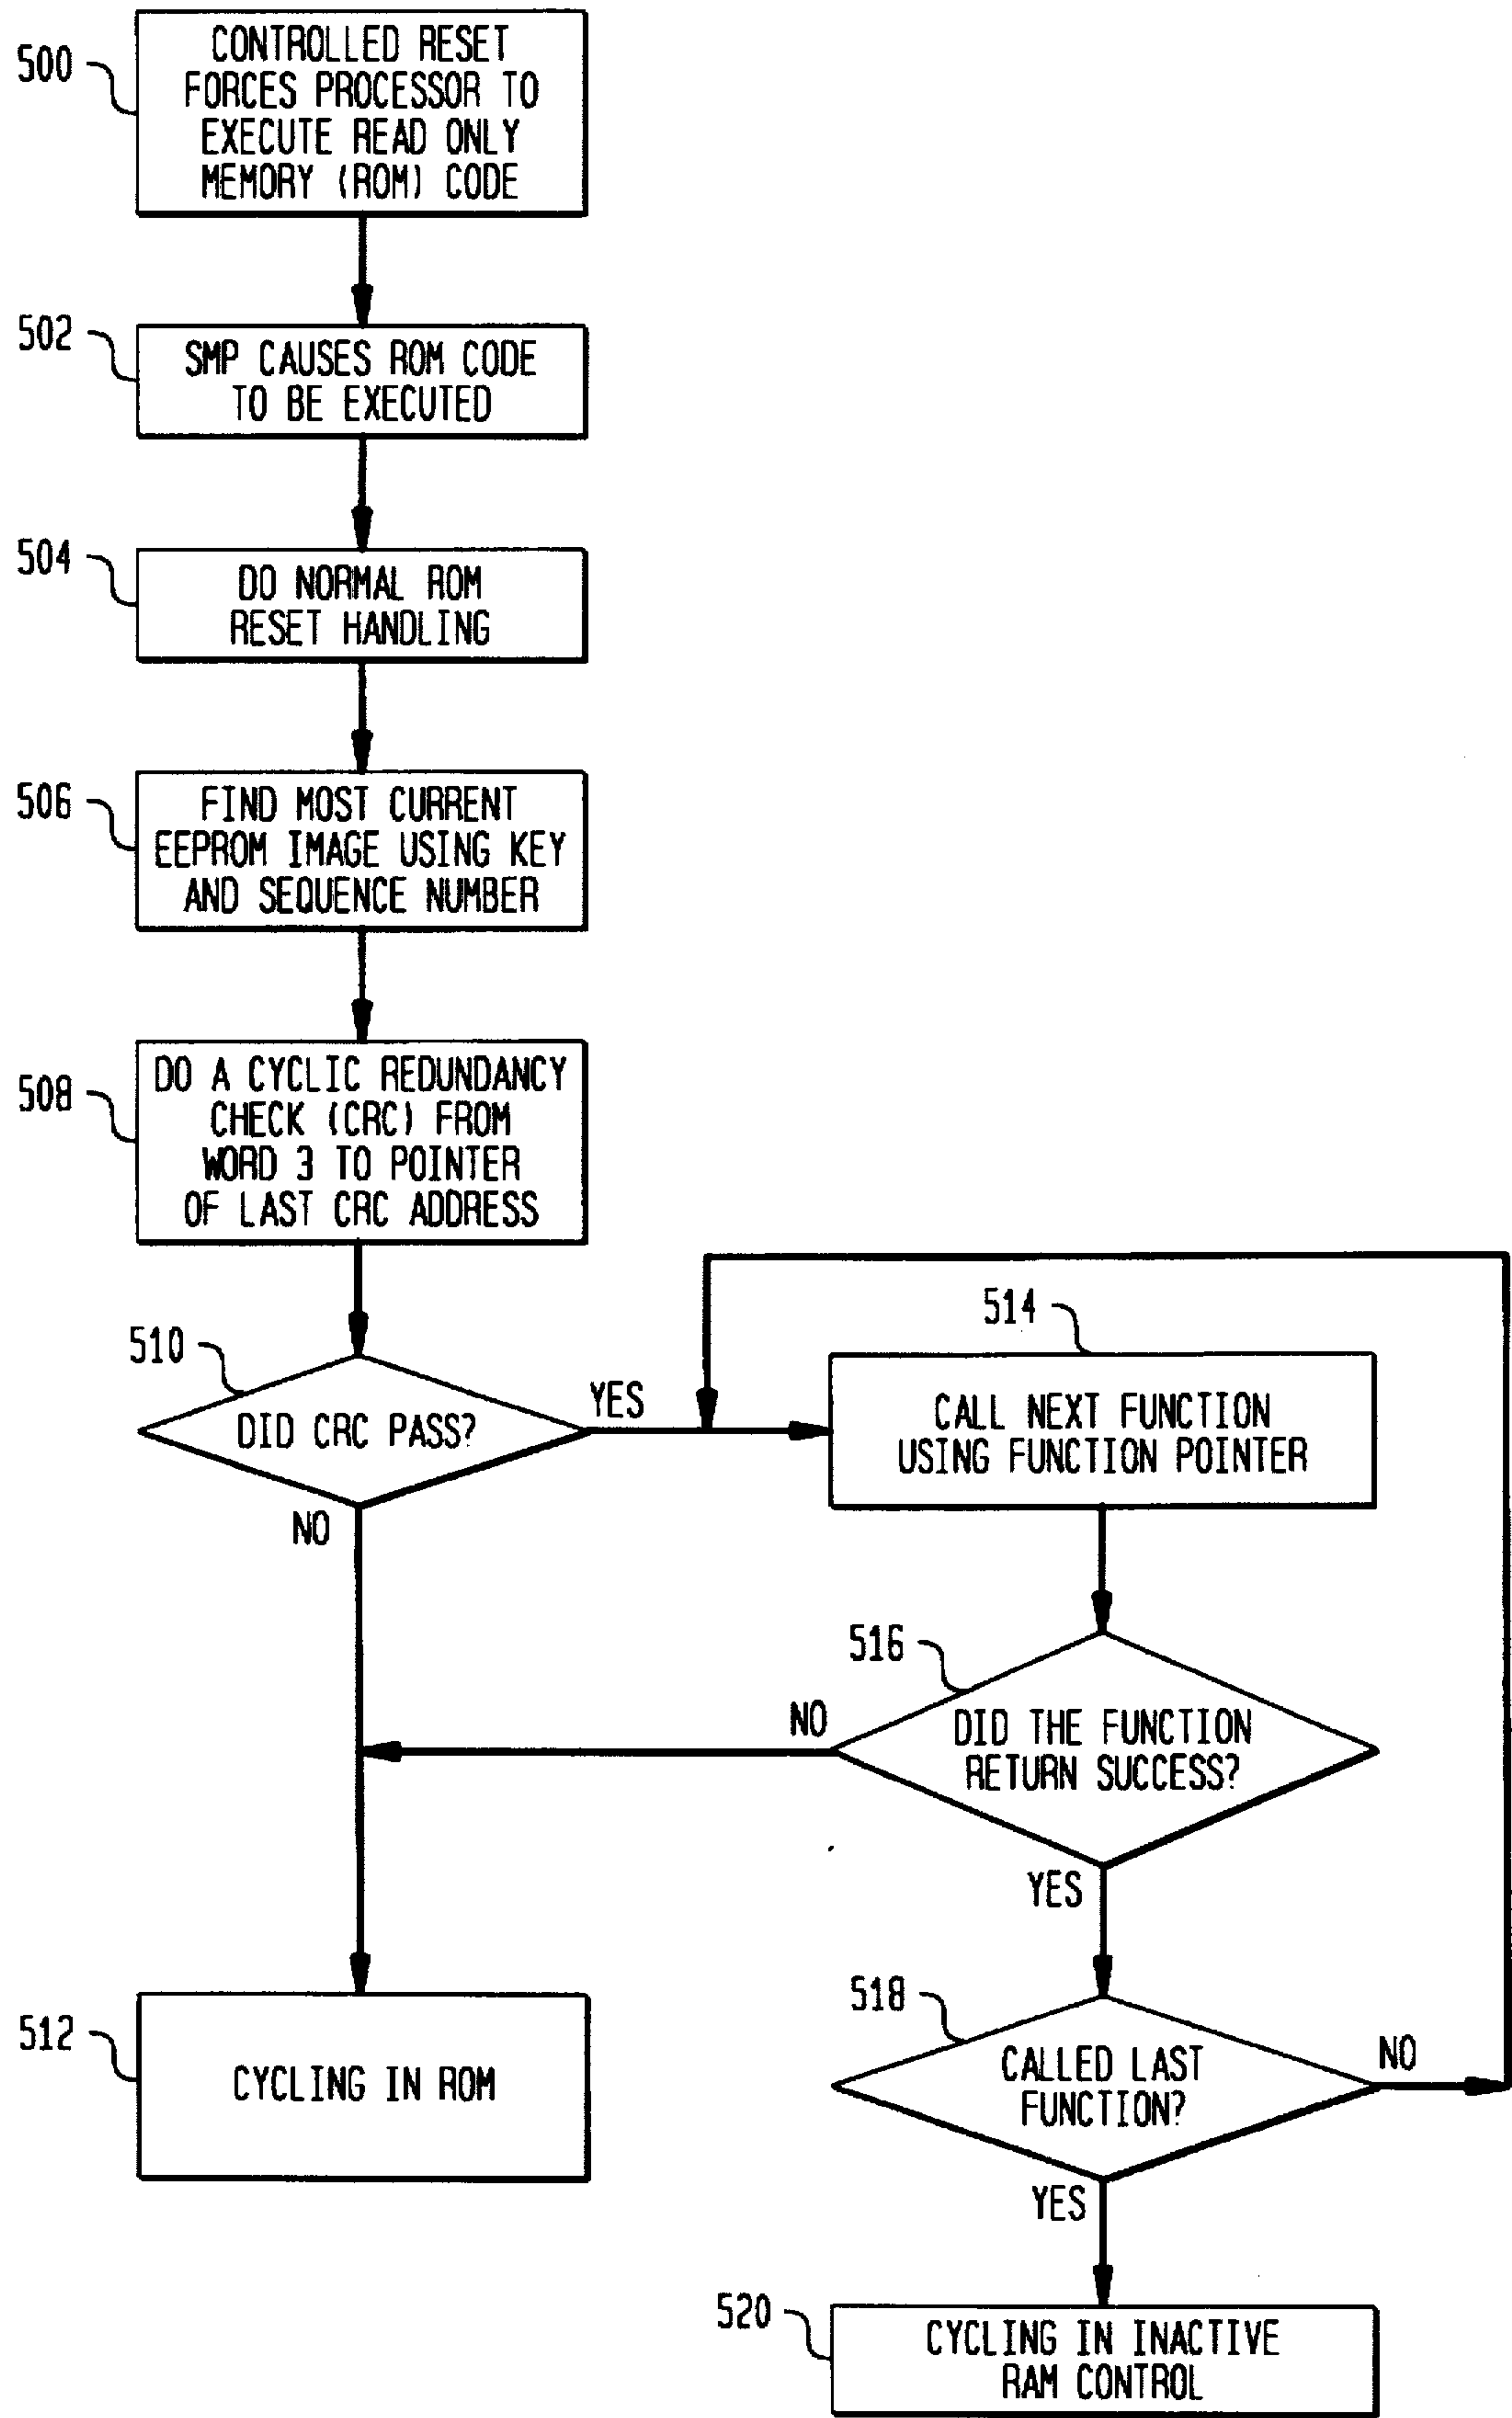 500
CONTROLLED RESET
FORCES PROCESSOR TO
EXECUTE READ ONLY
MEMORY (ROM) CODE
502
SMP CAUSES ROM CODE
TO BE EXECUTED
504
DO NORMAL ROM
RESET HANDLING
506
FIND MOST CURRENT
EEPROM IMAGE USING KEY
AND SEQUENCE NUMBER
508
DO A CYCLIC REDUNDANCY
CHECK (CRC) FROM
WORD 3 TO POINTER
OF LAST CRC ADDRESS
510
DID CRC PASS?
YES
NO
514
CALL NEXT FUNCTION
USING FUNCTION POINTER
516
DID THE FUNCTION
RETURN SUCCESS?
NO
YES
512
CYCLING IN ROM
518
CALLED LAST
FUNCTION?
NO
YES
520
CYCLING IN INACTIVE
RAM CONTROL